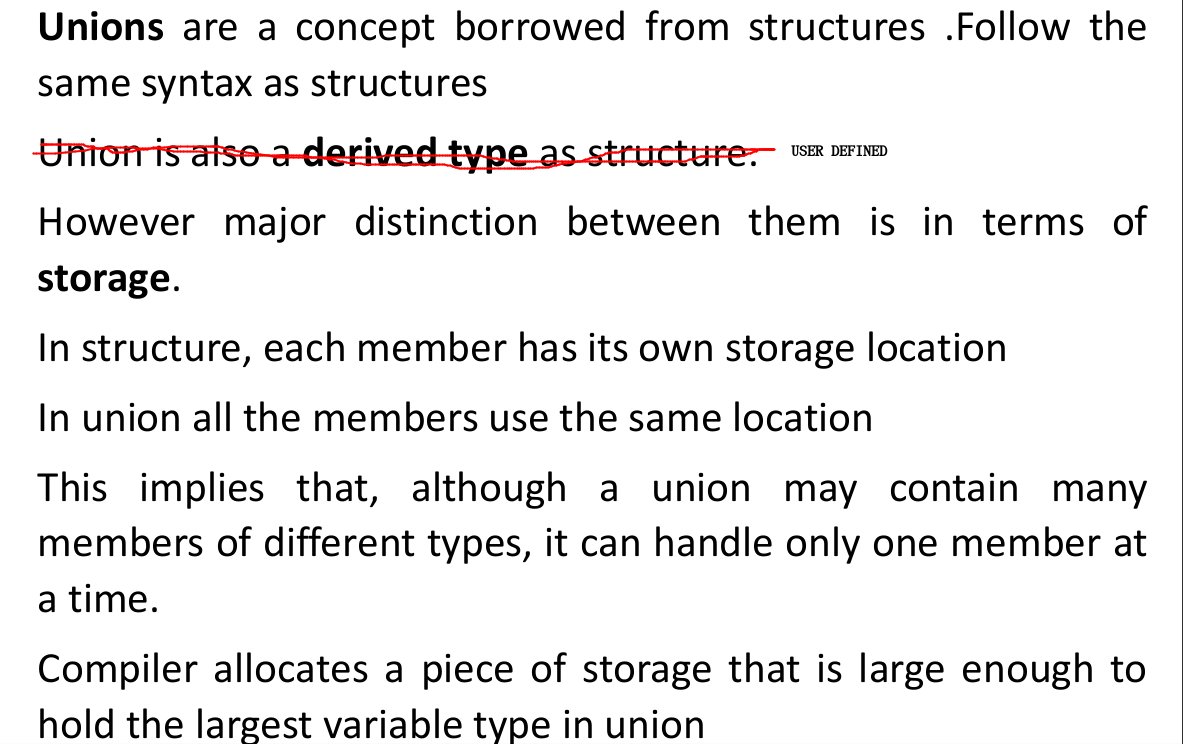 Unions are a concept borrowed from structures .Follow the
same syntax as structures
Union is also a derived type as structure. USER DEFINED
However major distinction between them is in terms of
storage.
In structure, each member has its own storage location
In union all the members use the same location
This implies that, although a union may contain many
members of different types, it can handle only one member at
a time.
Compiler allocates a piece of storage that is large enough to
hold the largest variable type in union